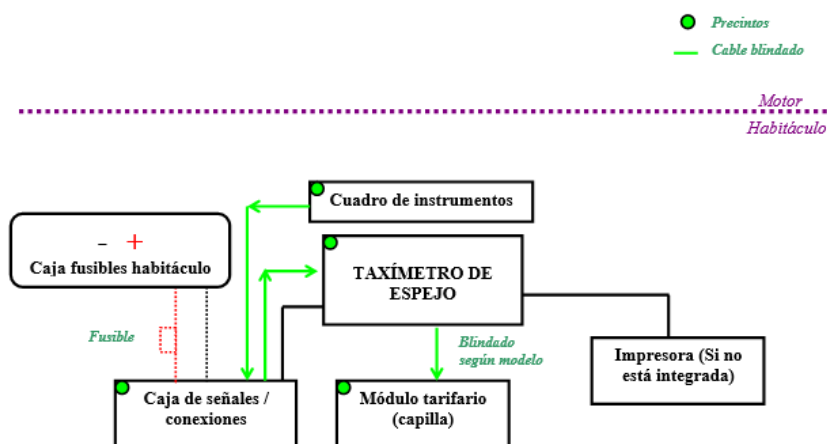 Precintos
Cable blindado
Motor
Habitáculo
Cuadro de instrumentos
- +
Caja fusibles habitáculo
TAXÍMETRO DE
ESPEJO
Fusible
Blindado
según modelo
Impresora (Si no
está integrada)
Caja de señales /
conexiones
Módulo tarifario
(capilla)